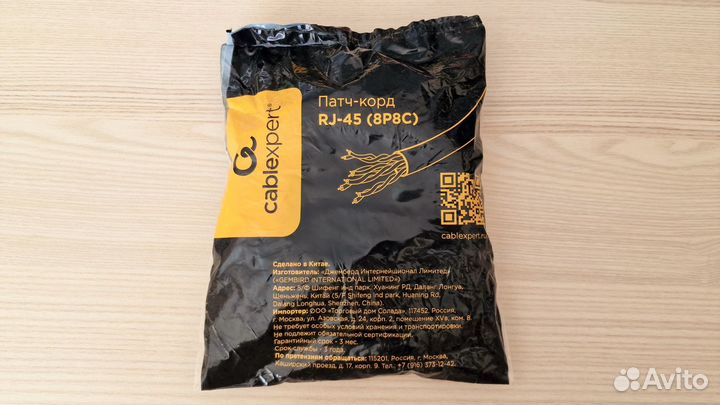 cablexpert®
Патч-корд
RJ-45 (8P8C)
cablexpert.ru
Сделано в Китае.
Изготовитель: «Джемберд Интернейшионал Лимитед»
(«GEMBIRD INTERNATIONAL LIMITED»)
Адрес: 5/Ф Шифенг инд парк, Хуанинг РД, Даланг Лонгуа,
Шеньжень, Китай (5/F Shifeng ind park, Huaning Rd,
Dalang Longhua, Shenzhen, China).
Импортер: ООО «Торговый дом Солада», 117452, Россия,
г. Москва, ул. Азовская, д. 24, корп. 2, помещение XVв, ком. 8.
Не требует особых условий хранения и транспортировки.
Не подлежит обязательной сертификации.
Гарантийный срок - 3 мес.
Срок службы - 3 года.
По претензиям обращаться: 115201, Россия, г. Москва,
Каширский проезд, д. 17, корп. 9. Тел.: +7 (916) 373-12-42.
Avito